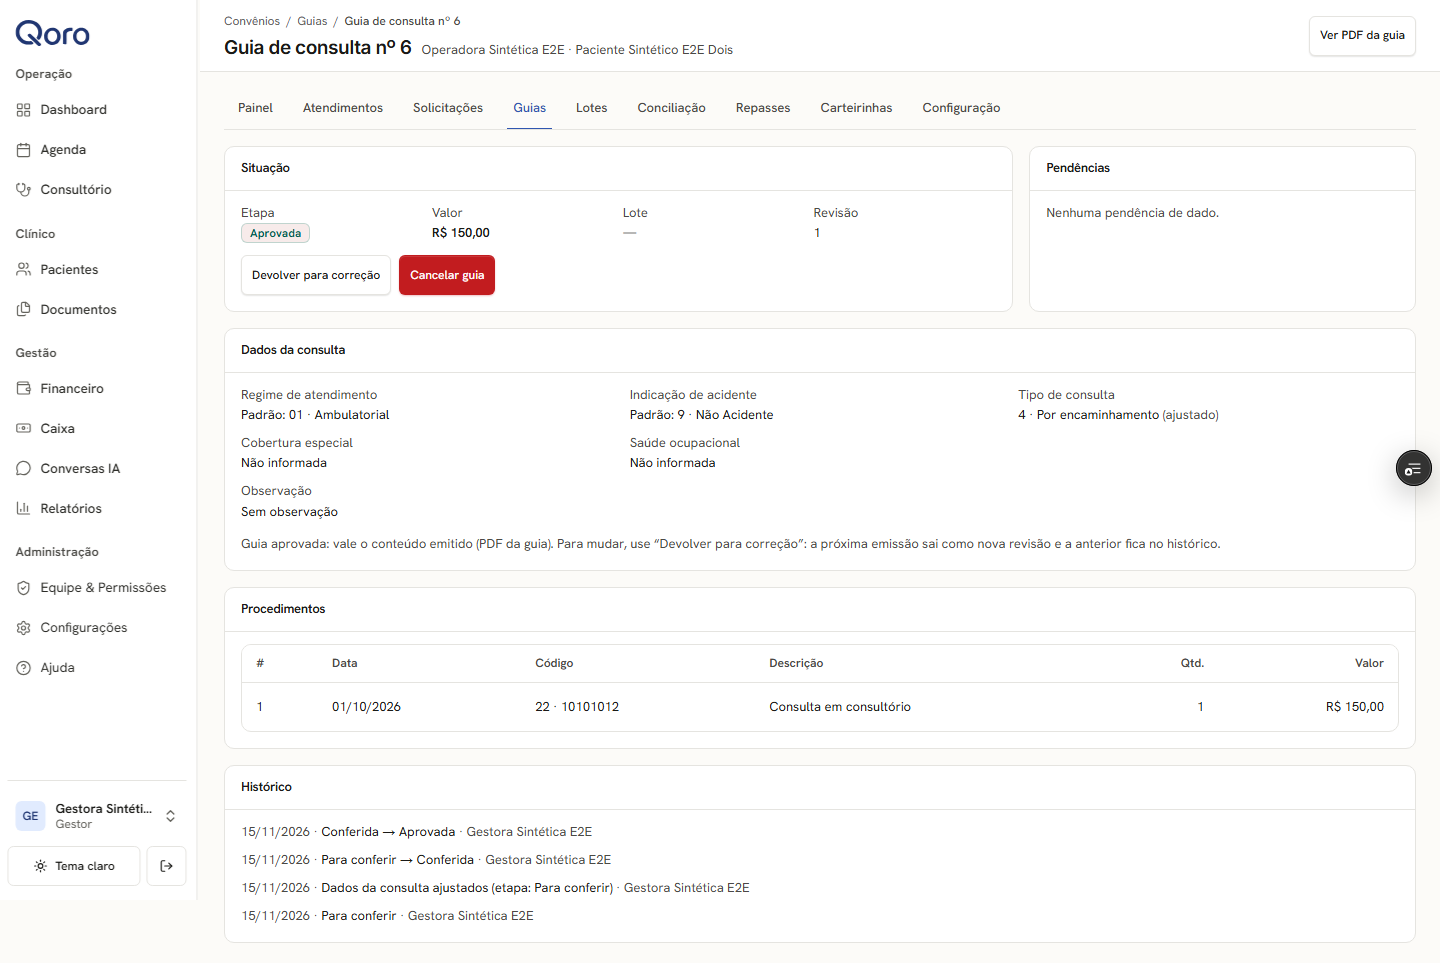 Qoro
Operação
Dashboard
Agenda
Consultório
Clínico
Pacientes
Documentos
Gestão
Financeiro
Caixa
Conversas IA
Relatórios
Administração
Equipe & Permissões
Configurações
Ajuda
GE
Gestora Sintéti...
Gestor
Tema claro
Convênios / Guias / Guia de consulta nº 6
Guia de consulta nº 6 Operadora Sintética E2E · Paciente Sintético E2E Dois
Ver PDF da guia
Painel Atendimentos Solicitações Guias Lotes Conciliação Repasses Carteirinhas Configuração
Situação
Etapa Valor Lote Revisão
Aprovada R$ 150,00 — 1
Devolver para correção Cancelar guia
Pendências
Nenhuma pendência de dado.
Dados da consulta
Regime de atendimento Indicação de acidente Tipo de consulta
Padrão: 01 · Ambulatorial Padrão: 9 · Não Acidente 4 · Por encaminhamento (ajustado)
Cobertura especial Saúde ocupacional
Não informada Não informada
Observação
Sem observação
Guia aprovada: vale o conteúdo emitido (PDF da guia). Para mudar, use “Devolver para correção”: a próxima emissão sai como nova revisão e a anterior fica no histórico.
Procedimentos
# Data Código Descrição Qtd. Valor
1 01/10/2026 22 · 10101012 Consulta em consultório 1 R$ 150,00
Histórico
15/11/2026 · Conferida → Aprovada · Gestora Sintética E2E
15/11/2026 · Para conferir → Conferida · Gestora Sintética E2E
15/11/2026 · Dados da consulta ajustados (etapa: Para conferir) · Gestora Sintética E2E
15/11/2026 · Para conferir · Gestora Sintética E2E